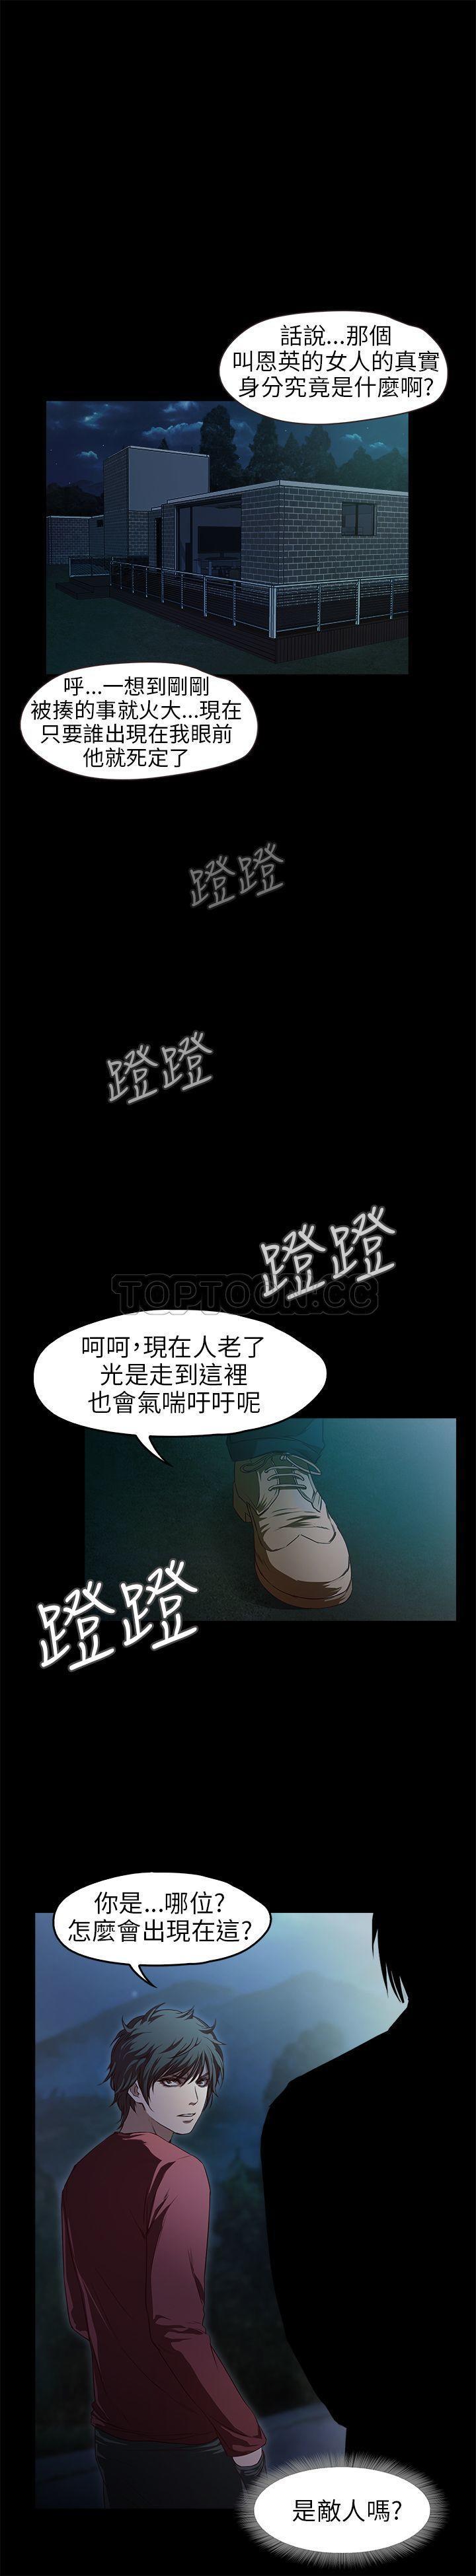 話說...那個
叫恩英的女人的真實
身分究竟是什麼啊?
呼...一想到剛剛
被揍的事就火大...現在
只要誰出現在我眼前
他就死定了
蹬蹬
蹬蹬
蹬蹬
TOPTOON.CC
呵呵,現在人老了
光是走到這裡
也會氣喘吁吁呢
蹬蹬
你是...哪位?
怎麼會出現在這?
是敵人嗎?